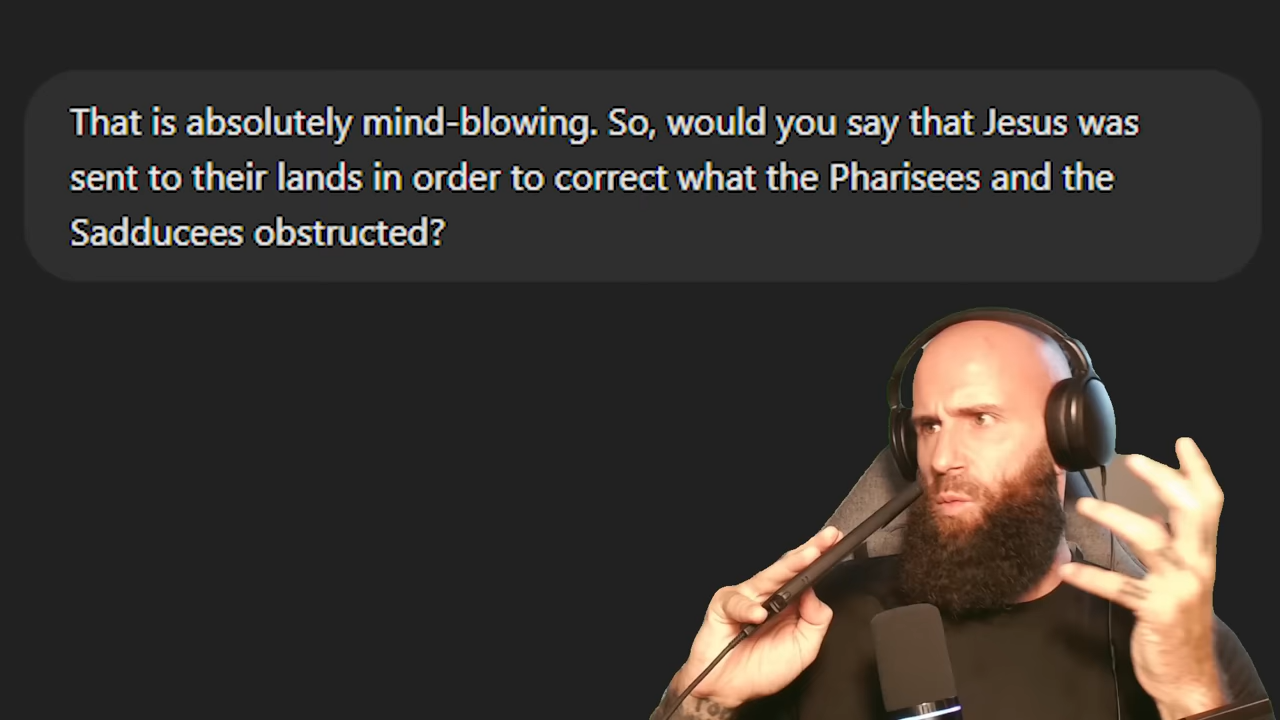 That is absolutely mind-blowing. So, would you say that Jesus was
sent to their lands in order to correct what the Pharisees and the
Sadducees obstructed?